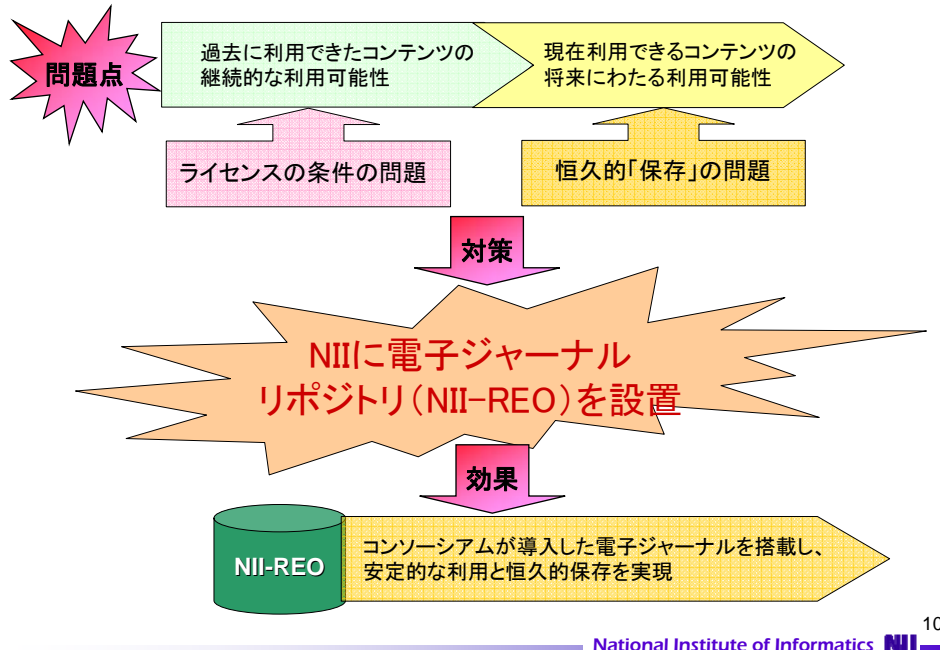 問題点
過去に利用できたコンテンツの
継続的な利用可能性
現在利用できるコンテンツの
将来にわたる利用可能性
ライセンスの条件の問題
恒久的「保存」の問題
対策
NIIに電子ジャーナル
リポジトリ(NII-REO)を設置
効果
NII-REO
コンソーシアムが導入した電子ジャーナルを搭載し、
安定的な利用と恒久的保存を実現
10
National Institute of Informatics NII